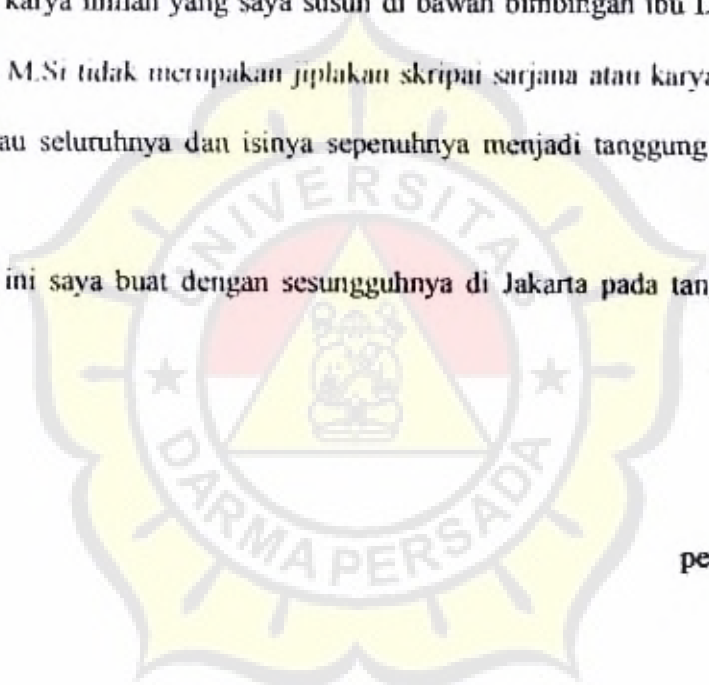 karya ilmiah yang saya susun di bawah bimbingan ibu I.
M.Si tidak merupakan jiplakan skripai sarjana atau karya
au seluruhnya dan isinya sepenuhnya menjadi tanggung
UNIVERSITAS
ini saya buat dengan sesungguhnya di Jakarta pada tan
DARMA PERSADA
pe